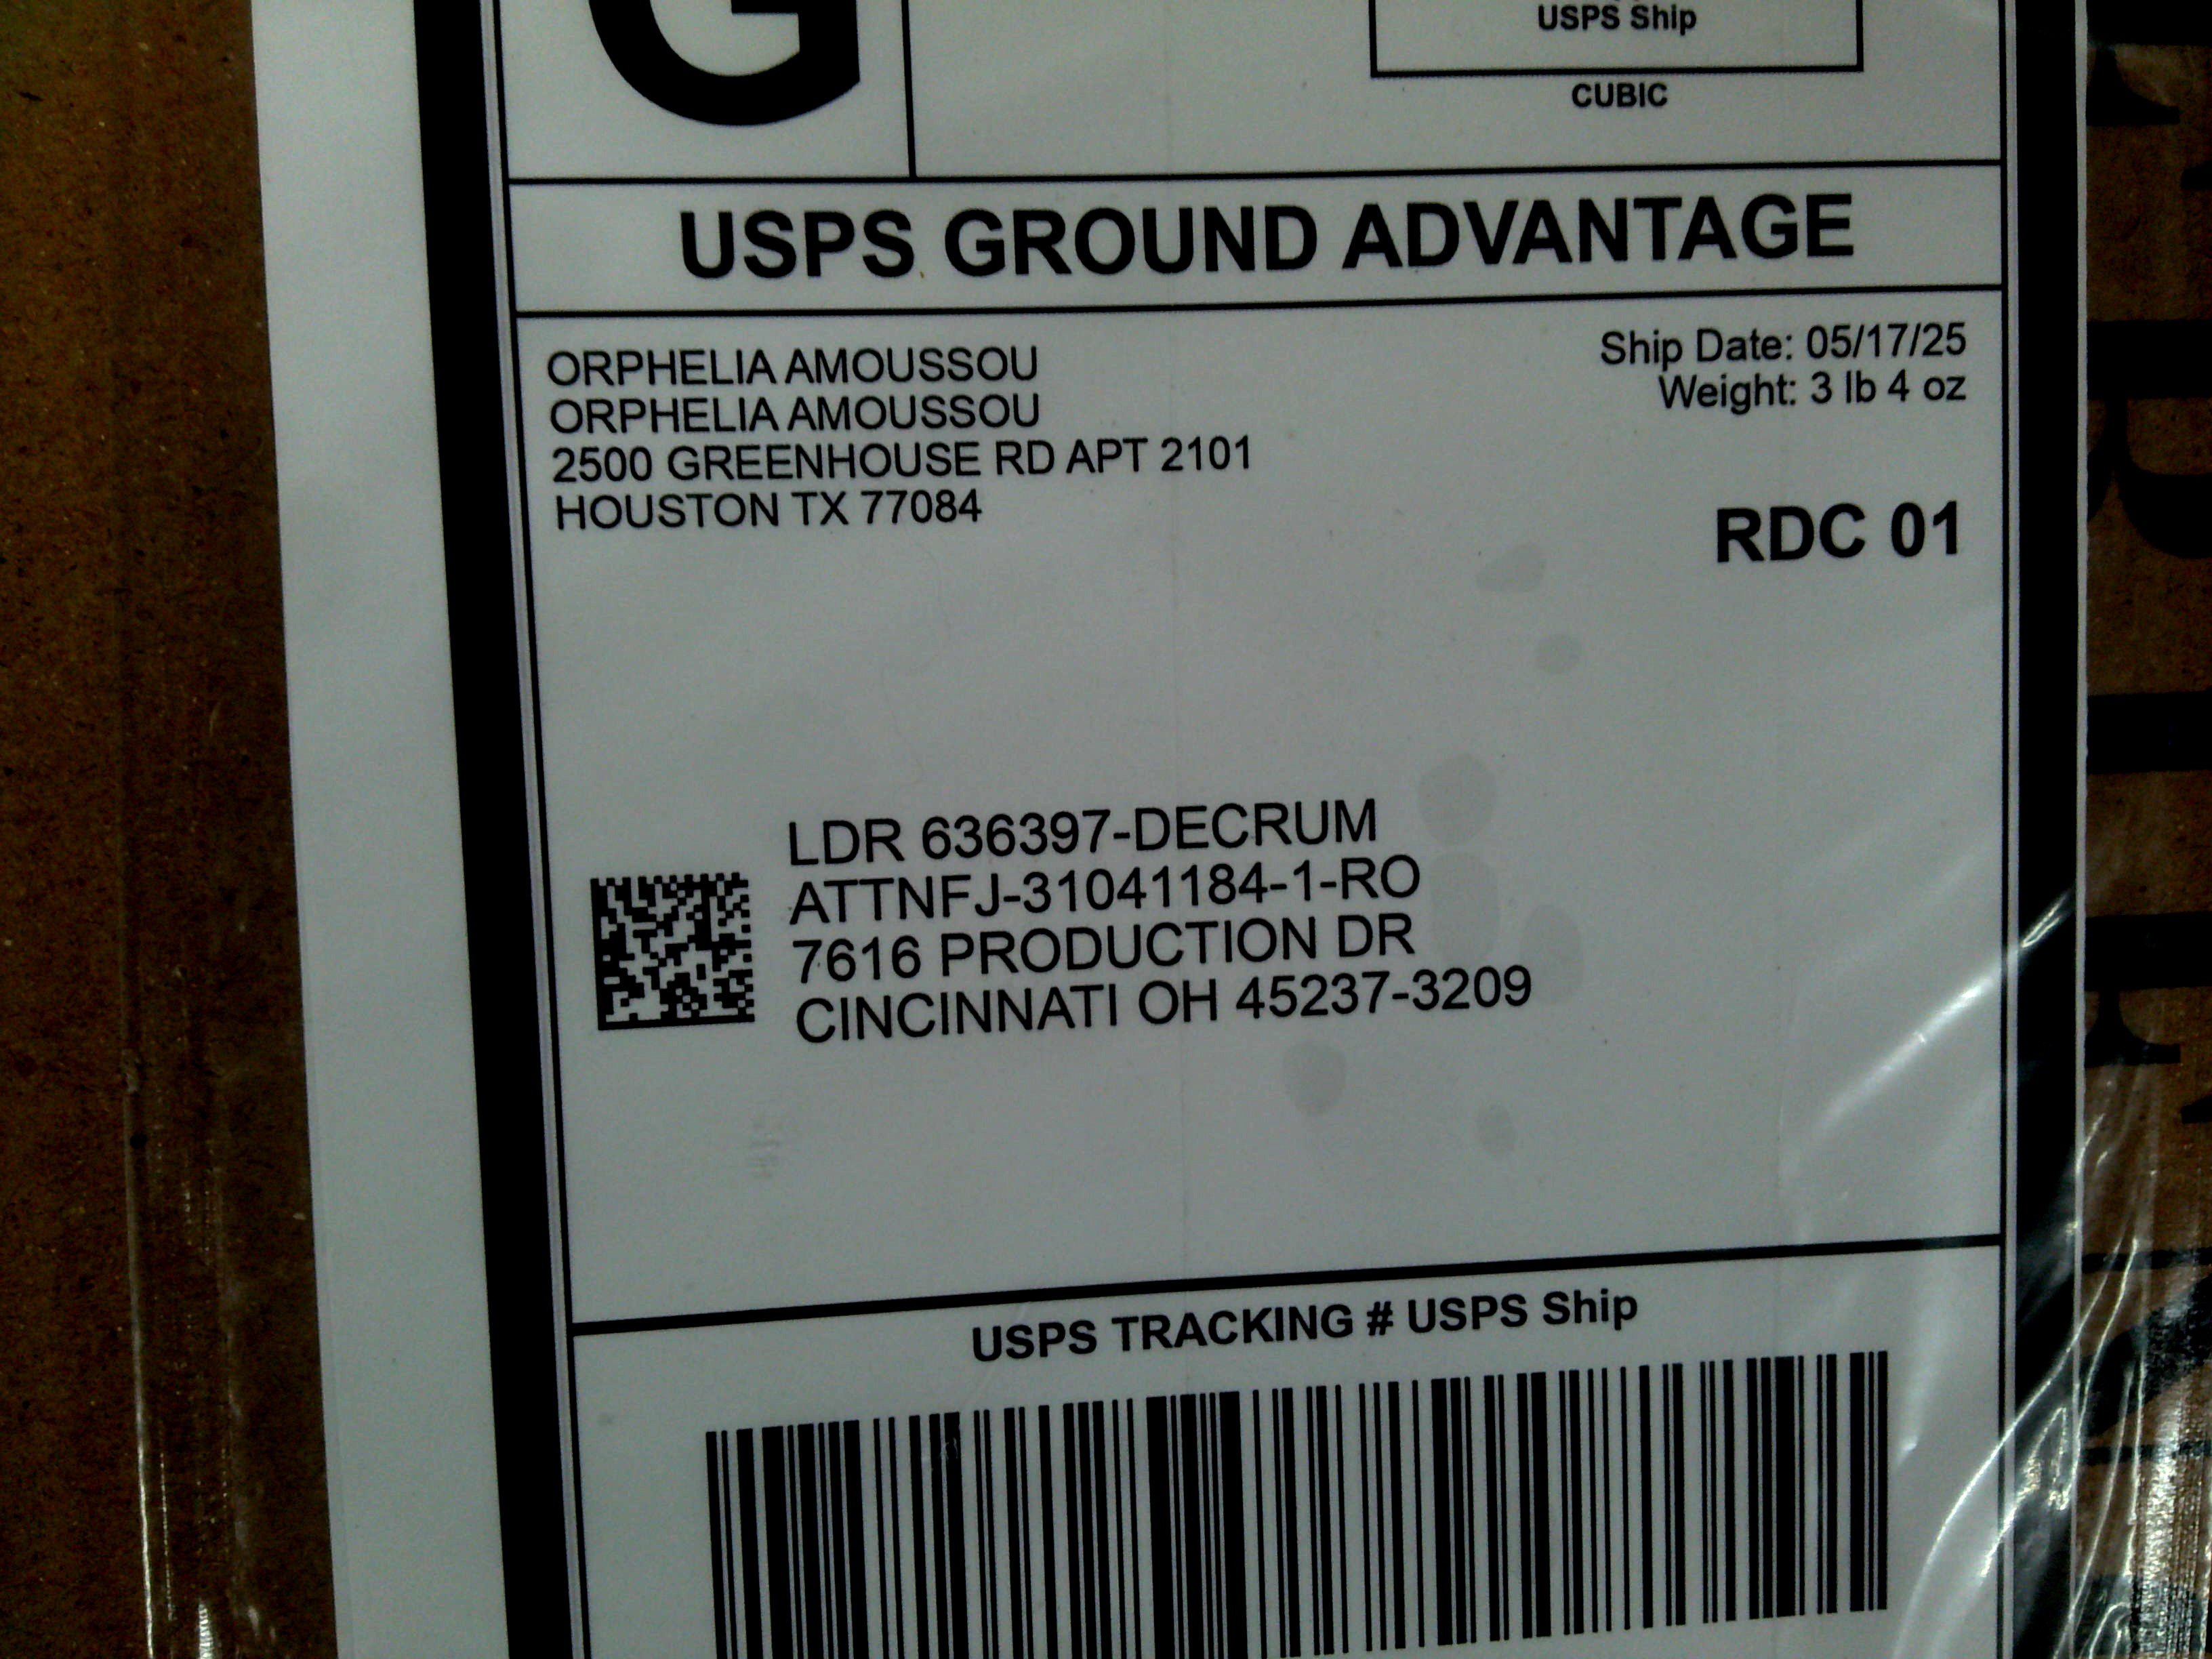 G
USPS Ship
CUBIC
USPS GROUND ADVANTAGE
ORPHELIA AMOUSSOU
ORPHELIA AMOUSSOU
2500 GREENHOUSE RD APT 2101
HOUSTON TX 77084
Ship Date: 05/17/25
Weight: 3 lb 4 oz
RDC 01
LDR 636397-DECRUM
ATTNFJ-31041184-1-RO
7616 PRODUCTION DR
CINCINNATI OH 45237-3209
USPS TRACKING # USPS Ship